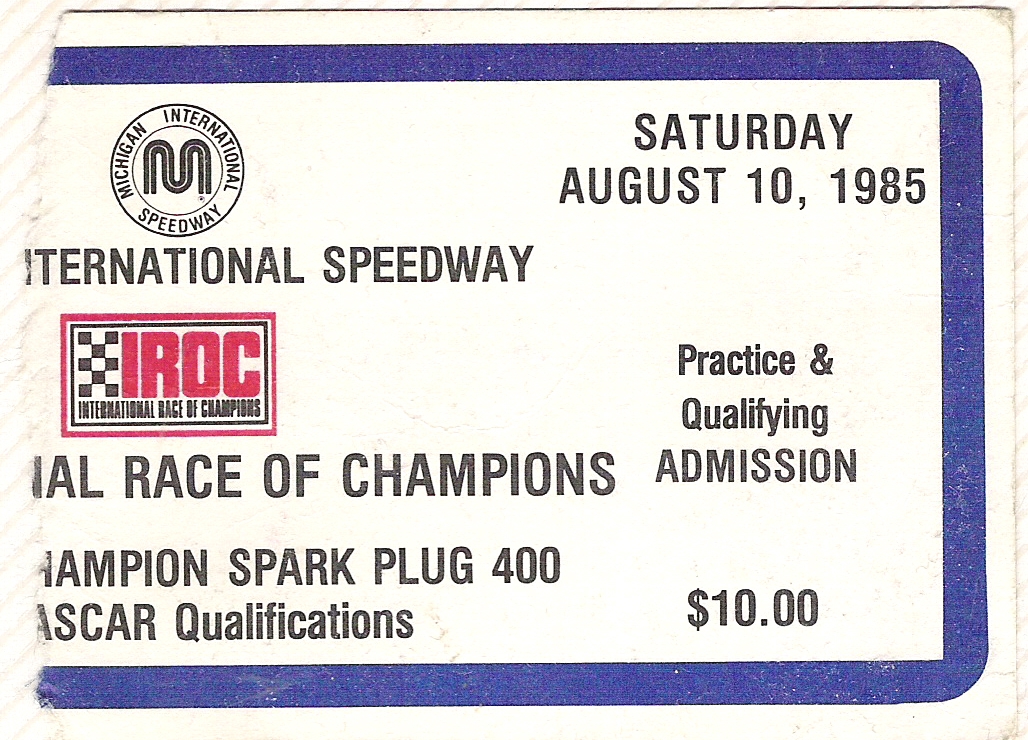 MICHIGAN INTERNATIONAL SPEEDWAY
M
SATURDAY
AUGUST 10, 1985
TERNATIONAL SPEEDWAY
IROC
INTERNATIONAL RACE OF CHAMPIONS
Practice &
Qualifying
ADMISSION
IAL RACE OF CHAMPIONS
HAMPION SPARK PLUG 400
ASCAR Qualifications
$10.00